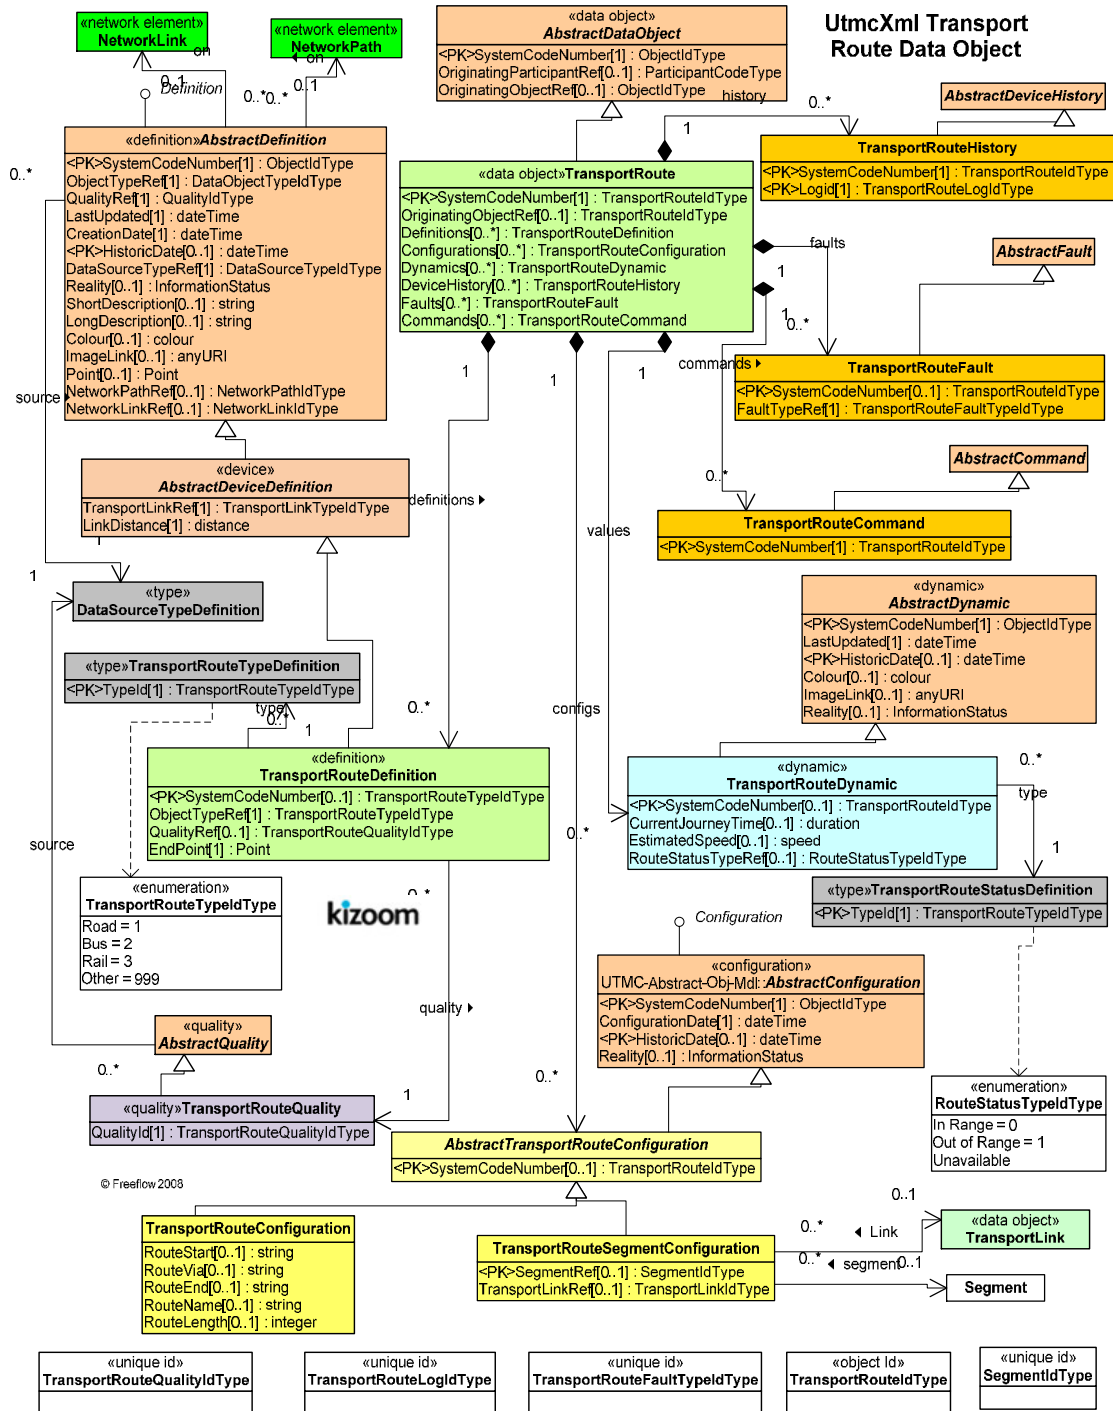 UtmcXml Transport
Route Data Object
«network element»
NetworkLink
on
0..1
«network element»
NetworkPath
◄ on
0..1
Definition
0..*
0..*
«data object»
AbstractDataObject
<PK>SystemCodeNumber[1] : ObjectIdType
OriginatingParticipantRef[0..1] : ParticipantCodeType
OriginatingObjectRef[0..1] : ObjectIdType
history
0..*
1
AbstractDeviceHistory
TransportRouteHistory
<PK>SystemCodeNumber[1] : TransportRouteIdType
<PK>Logid[1] : TransportRouteLogIdType
«definition»AbstractDefinition
<PK>SystemCodeNumber[1] : ObjectIdType
ObjectTypeRef[1] : DataObjectTypeIdType
QualityRef[1] : QualityIdType
LastUpdated[1] : dateTime
CreationDate[1] : dateTime
<PK>HistoricDate[0..1] : dateTime
DataSourceTypeRef[1] : DataSourceTypeIdType
Reality[0..1] : InformationStatus
ShortDescription[0..1] : string
LongDescription[0..1] : string
Colour[0..1] : colour
ImageLink[0..1] : anyURI
Point[0..1] : Point
NetworkPathRef[0..1] : NetworkPathIdType
NetworkLinkRef[0..1] : NetworkLinkIdType
0..*
source ►
1
«data object»TransportRoute
<PK>SystemCodeNumber[1] : TransportRouteIdType
OriginatingObjectRef[0..1] : TransportRouteIdType
Definitions[0..*] : TransportRouteDefinition
Configurations[0..*] : TransportRouteConfiguration
Dynamics[0..*] : TransportRouteDynamic
DeviceHistory[0..*] : TransportRouteHistory
Faults[0..*] : TransportRouteFault
Commands[0..*] : TransportRouteCommand
faults
1
1
0..*
AbstractFault
TransportRouteFault
<PK>SystemCodeNumber[1] : TransportRouteIdType
FaultTypeRef[1] : TransportRouteFaultTypeIdType
1
1
1
commands ►
0..*
AbstractCommand
TransportRouteCommand
<PK>SystemCodeNumber[1] : TransportRouteIdType
«device»
AbstractDeviceDefinition
TransportLinkRef[1] : TransportLinkTypeIdType
LinkDistance[1] : distance
definitions ►
values
«type»
DataSourceTypeDefinition
«type»TransportRouteTypeDefinition
<PK>TypeId[1] : TransportRouteTypeIdType
type
0..*
1
0..*
configs
«dynamic»
AbstractDynamic
<PK>SystemCodeNumber[1] : ObjectIdType
LastUpdated[1] : dateTime
<PK>HistoricDate[0..1] : dateTime
Colour[0..1] : colour
ImageLink[0..1] : anyURI
Reality[0..1] : InformationStatus
«definition»
TransportRouteDefinition
<PK>SystemCodeNumber[0..1] : TransportRouteTypeIdType
ObjectTypeRef[1] : TransportRouteTypeIdType
QualityRef[0..1] : TransportRouteQualityIdType
EndPoint[1] : Point
«dynamic»
TransportRouteDynamic
<PK>SystemCodeNumber[0..1] : TransportRouteIdType
CurrentJourneyTime[0..1] : duration
EstimatedSpeed[0..1] : speed
RouteStatusTypeRef[0..1] : RouteStatusTypeIdType
0..*
type
1
0..*
source
«enumeration»
TransportRouteTypeIdType
Road = 1
Bus = 2
Rail = 3
Other = 999
0..*
kizoom
«type»TransportRouteStatusDefinition
<PK>TypeId[1] : TransportRouteTypeIdType
Configuration
«configuration»
UTMC-Abstract-Obj-Mdl::AbstractConfiguration
<PK>SystemCodeNumber[1] : ObjectIdType
ConfigurationDate[1] : dateTime
<PK>HistoricDate[0..1] : dateTime
Reality[0..1] : InformationStatus
quality ►
«quality»
AbstractQuality
0..*
0..*
1
«quality»TransportRouteQuality
QualityId[1] : TransportRouteQualityIdType
«enumeration»
RouteStatusTypeIdType
In Range = 0
Out of Range = 1
Unavailable
AbstractTransportRouteConfiguration
<PK>SystemCodeNumber[0..1] : TransportRouteIdType
© Freeflow 2008
TransportRouteConfiguration
RouteStart[0..1] : string
RouteVia[0..1] : string
RouteEnd[0..1] : string
RouteName[0..1] : string
RouteLength[0..1] : integer
TransportRouteSegmentConfiguration
<PK>SegmentRef[0..1] : SegmentIdType
TransportLinkRef[0..1] : TransportLinkIdType
0..1
0..*
◄ Link
0..*
◄ segment
0..1
«data object»
TransportLink
Segment
«unique id»
TransportRouteQualityIdType
«unique id»
TransportRouteLogIdType
«unique id»
TransportRouteFaultTypeIdType
«object Id»
TransportRouteIdType
«unique id»
SegmentIdType